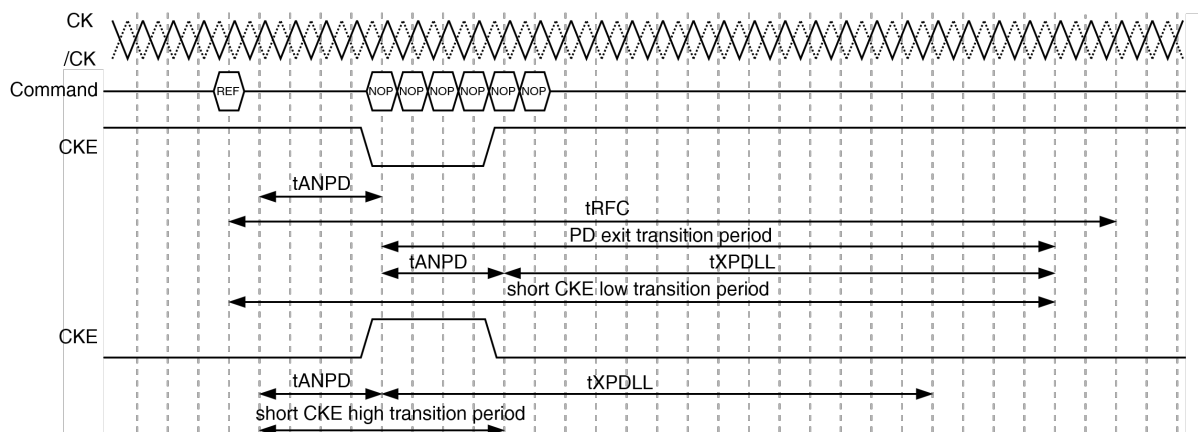 CK
/CK
Command
REF
NOP NOP NOP NOP NOP NOP
CKE
tANPD
tRFC
PD exit transition period
tANPD
tXPDLL
short CKE low transition period
CKE
tANPD
tXPDLL
short CKE high transition period